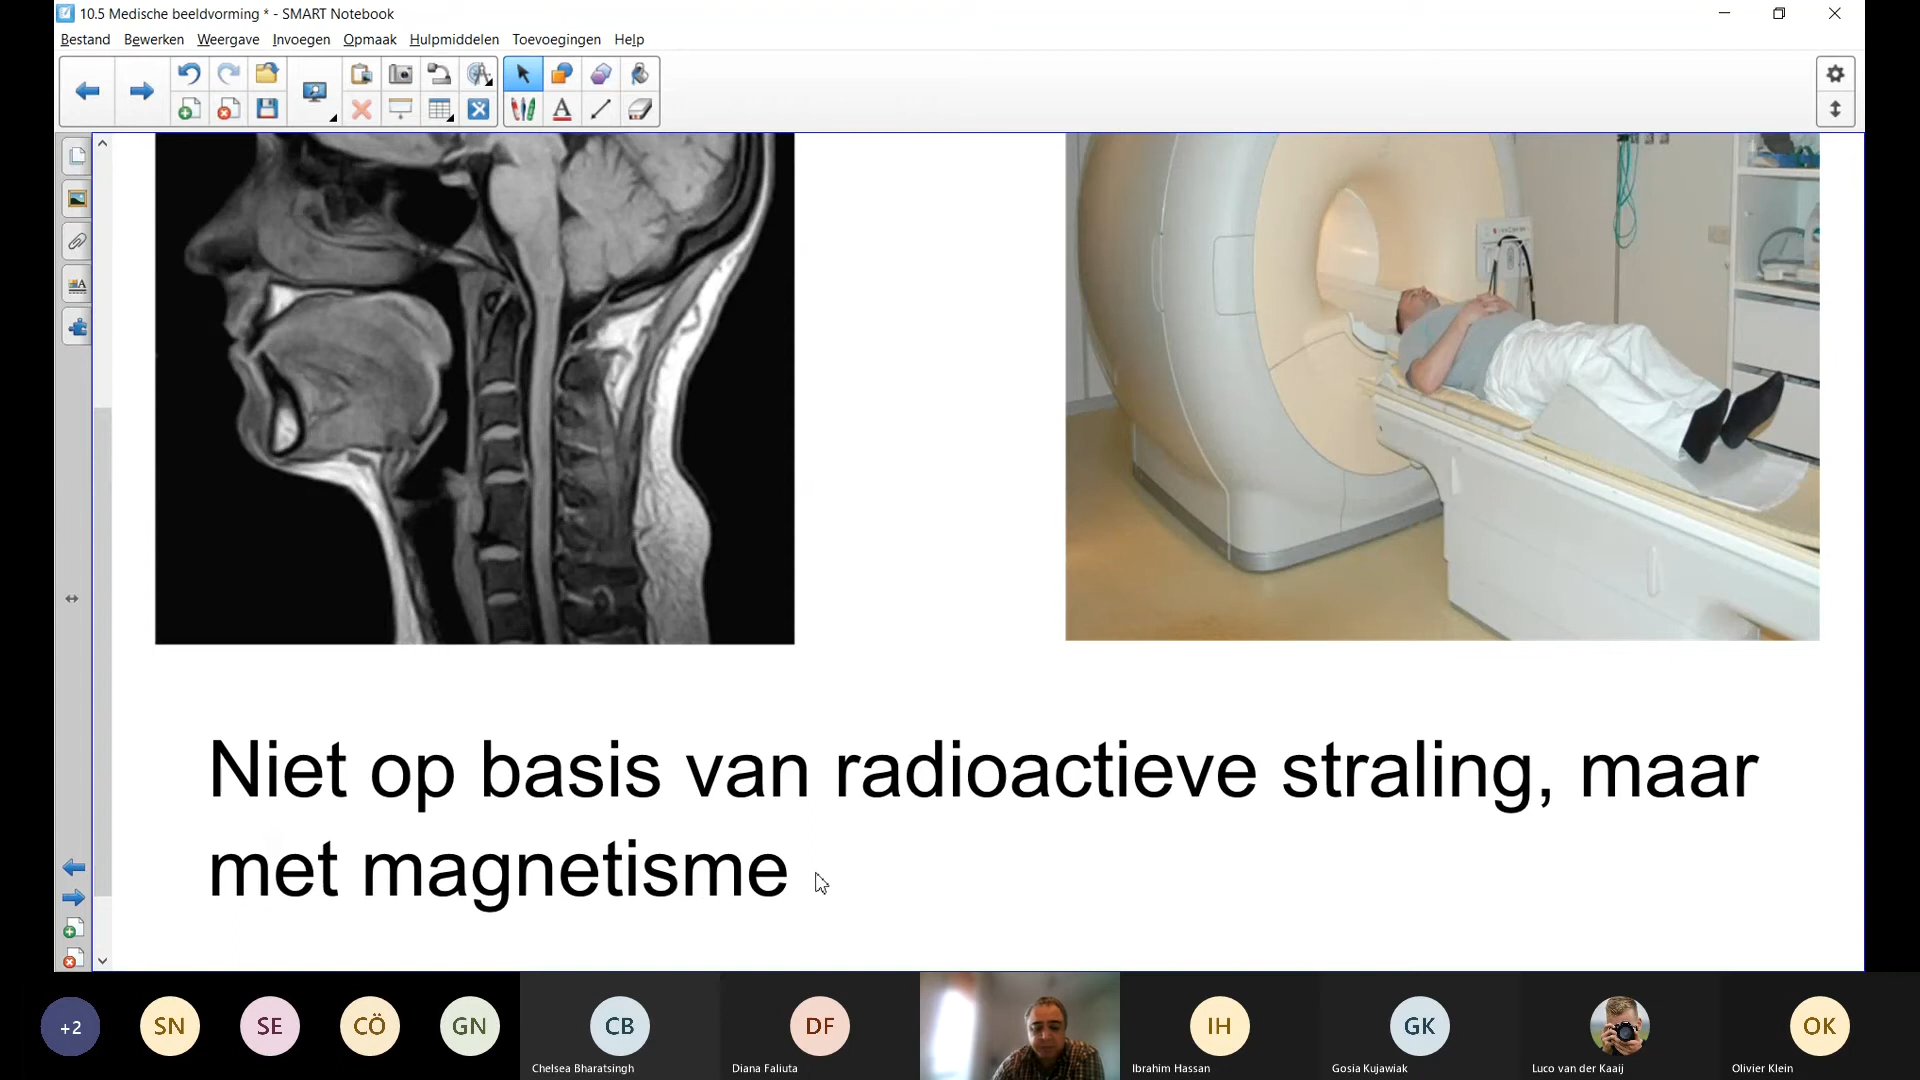 10.5 Medische beeldvorming * - SMART Notebook
Bestand Bewerken Weergave Invoegen Opmaak Hulpmiddelen Toevoegingen Help
Niet op basis van radioactieve straling, maar
met magnetisme
+2 SN SE CÖ GN CB DF IH GK OK
Chelsea Bharatsingh Diana Faliuta Ibrahim Hassan Gosia Kujawiak Luco van der Kaaij Olivier Klein